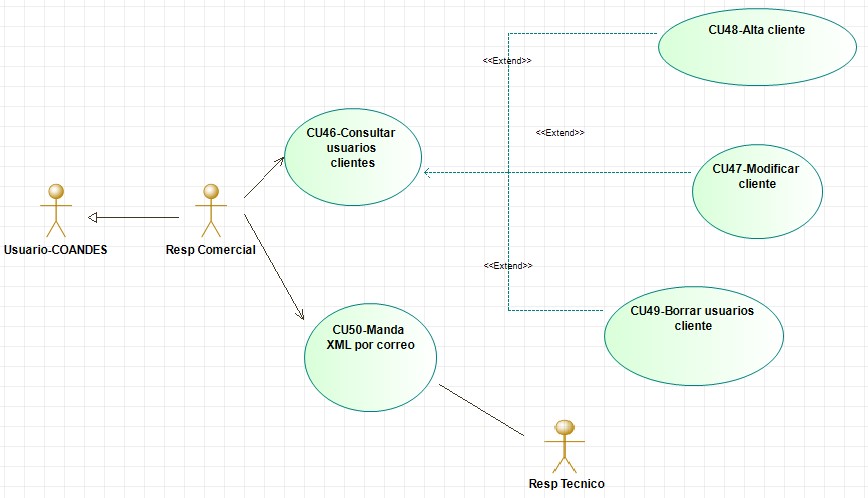 CU48-Alta cliente
<<Extend>>
<<Extend>>
CU46-Consultar
usuarios
clientes
CU47-Modificar
cliente
Usuario-COANDES
Resp Comercial
<<Extend>>
CU49-Borrar usuarios
cliente
CU50-Manda
XML por correo
Resp Tecnico